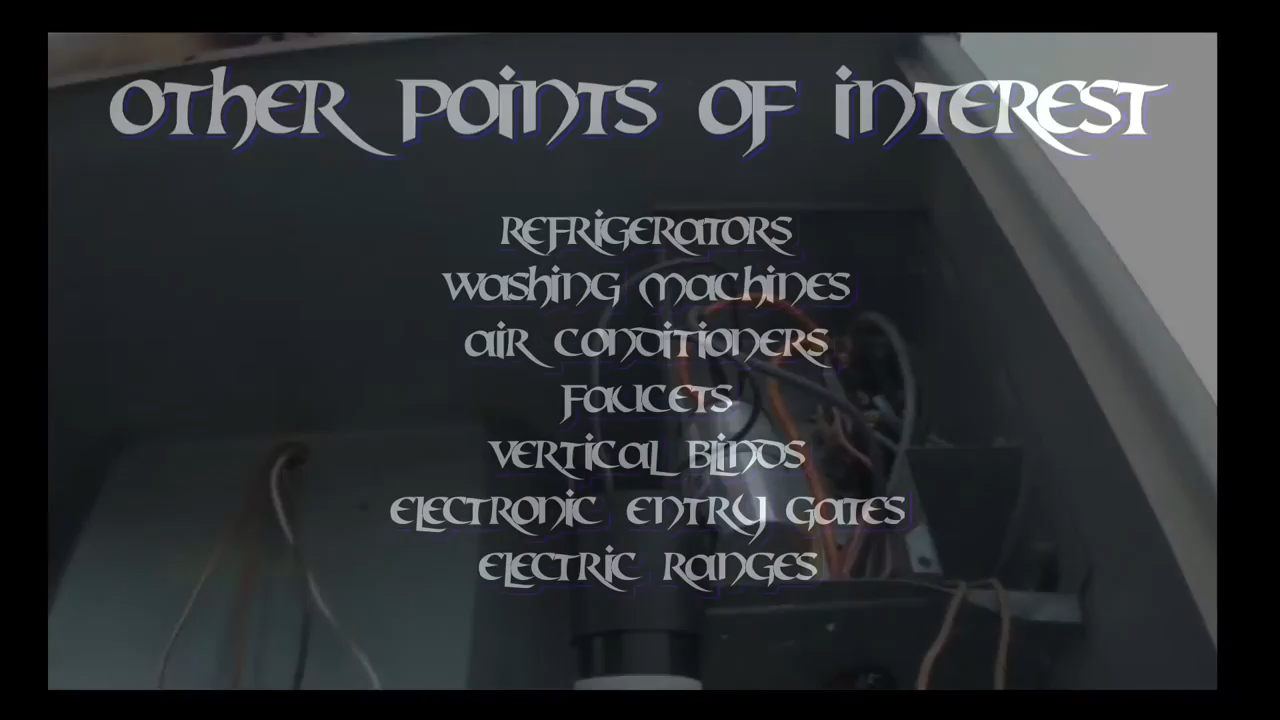 Other Points of Interest
Refrigerators
Washing Machines
Air Conditioners
Faucets
Vertical Blinds
Electronic Entry Gates
Electric Ranges